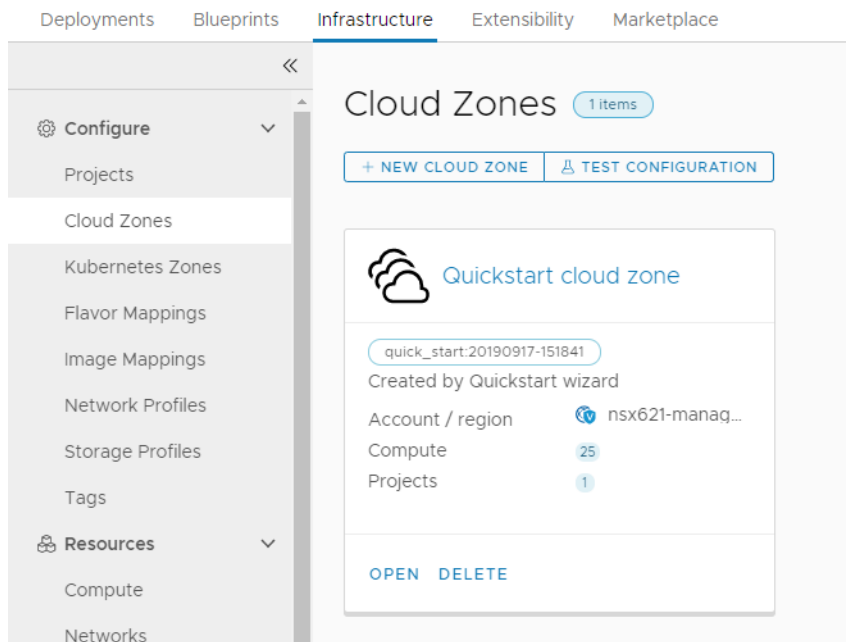 Deployments Blueprints Infrastructure Extensibility Marketplace
Configure
Projects
Cloud Zones
Kubernetes Zones
Flavor Mappings
Image Mappings
Network Profiles
Storage Profiles
Tags
Resources
Compute
Networks
Cloud Zones 1 items
+ NEW CLOUD ZONE TEST CONFIGURATION
Quickstart cloud zone
quick_start:20190917-151841
Created by Quickstart wizard
Account / region nsx621-manag...
Compute 25
Projects 1
OPEN DELETE